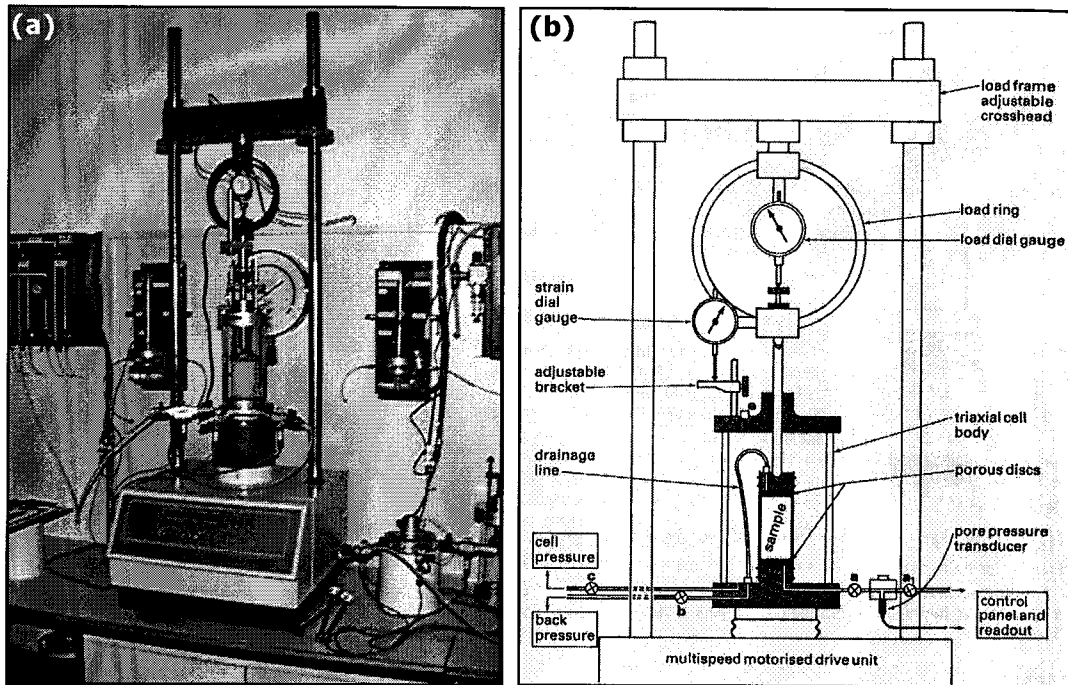 (a)
(b)
load frame
adjustable
crosshead
load ring
load dial gauge
strain
dial
gauge
adjustable
bracket
e
triaxial cell
body
drainage
line
porous discs
sample
pore pressure
transducer
cell
pressure
c
b
a
back
pressure
control
panel and
readout
multispeed motorised drive unit